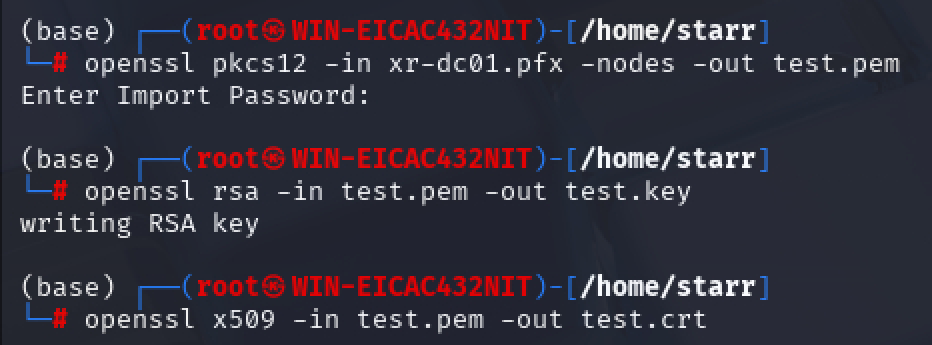 (base) ┌──(root㉿WIN-EICAC432NIT)-[/home/starr]
└─# openssl pkcs12 -in xr-dc01.pfx -nodes -out test.pem
Enter Import Password:

(base) ┌──(root㉿WIN-EICAC432NIT)-[/home/starr]
└─# openssl rsa -in test.pem -out test.key
writing RSA key

(base) ┌──(root㉿WIN-EICAC432NIT)-[/home/starr]
└─# openssl x509 -in test.pem -out test.crt